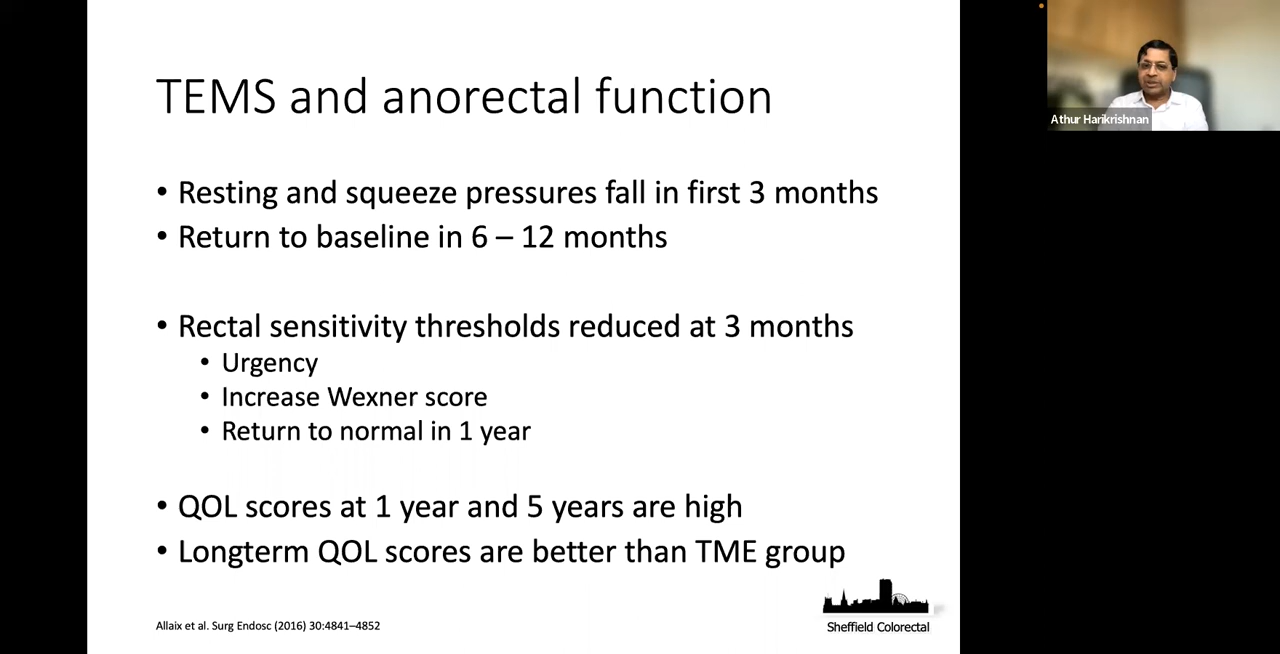 TEMS and anorectal function
• Resting and squeeze pressures fall in first 3 months
• Return to baseline in 6 – 12 months
• Rectal sensitivity thresholds reduced at 3 months
• Urgency
• Increase Wexner score
• Return to normal in 1 year
• QOL scores at 1 year and 5 years are high
• Longterm QOL scores are better than TME group
Allaix et al. Surg Endosc (2016) 30:4841–4852
Sheffield Colorectal
Athur Harikrishnan